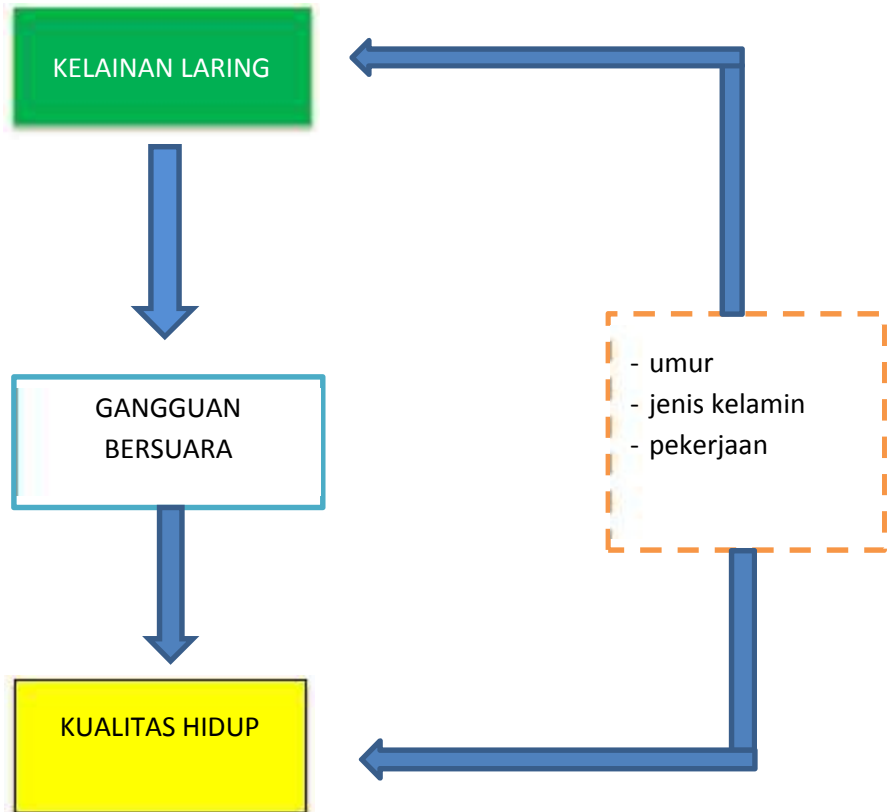 KELAINAN LARING
GANGGUAN
BERSUARA
KUALITAS HIDUP
- umur
- jenis kelamin
- pekerjaan